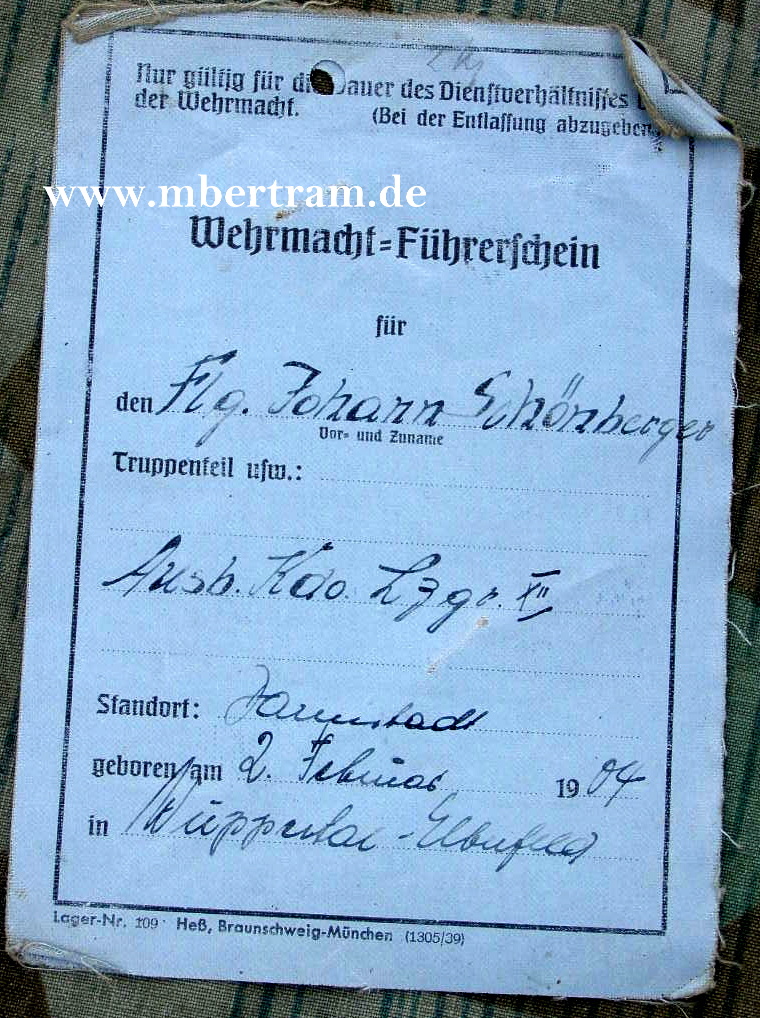 Nur gültig für die Dauer des Dienstverhältnisses
der Wehrmacht. (Bei der Entlassung abzugeben
www.mbertram.de
Wehrmacht=Führerschein
für
den Flg. Johann Schönberger
Vor- und Zuname
Truppenteil usw.:
Ausb. Kdo. Lzgr. XII
Standort: Darmstadt
geboren am 2. Februar 1904
in Wuppertal-Elberfeld
Lager-Nr. 109 Heß, Braunschweig-München (1305/39)